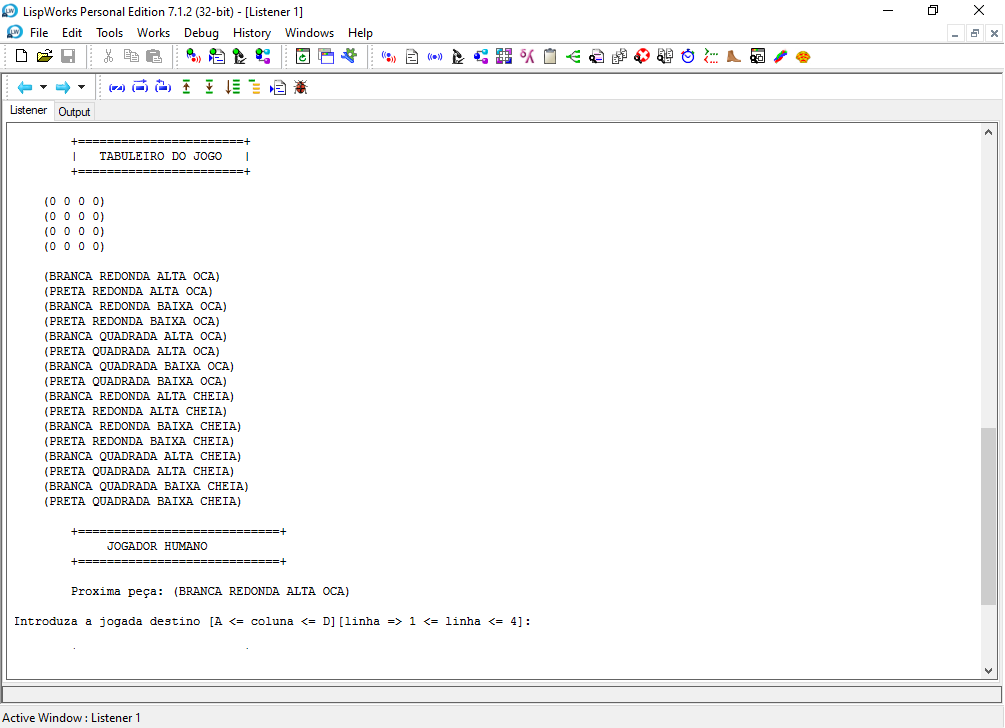 LispWorks Personal Edition 7.1.2 (32-bit) - [Listener 1]
File Edit Tools Works Debug History Windows Help
Listener Output
+=======================+
| TABULEIRO DO JOGO |
+=======================+
(0 0 0 0)
(0 0 0 0)
(0 0 0 0)
(0 0 0 0)
(BRANCA REDONDA ALTA OCA)
(PRETA REDONDA ALTA OCA)
(BRANCA REDONDA BAIXA OCA)
(PRETA REDONDA BAIXA OCA)
(BRANCA QUADRADA ALTA OCA)
(PRETA QUADRADA ALTA OCA)
(BRANCA QUADRADA BAIXA OCA)
(PRETA QUADRADA BAIXA OCA)
(BRANCA REDONDA ALTA CHEIA)
(PRETA REDONDA ALTA CHEIA)
(BRANCA REDONDA BAIXA CHEIA)
(PRETA REDONDA BAIXA CHEIA)
(BRANCA QUADRADA ALTA CHEIA)
(PRETA QUADRADA ALTA CHEIA)
(BRANCA QUADRADA BAIXA CHEIA)
(PRETA QUADRADA BAIXA CHEIA)
+============================+
JOGADOR HUMANO
+============================+
Proxima peça: (BRANCA REDONDA ALTA OCA)
Introduza a jogada destino [A <= coluna <= D][linha => 1 <= linha <= 4]:
Active Window : Listener 1